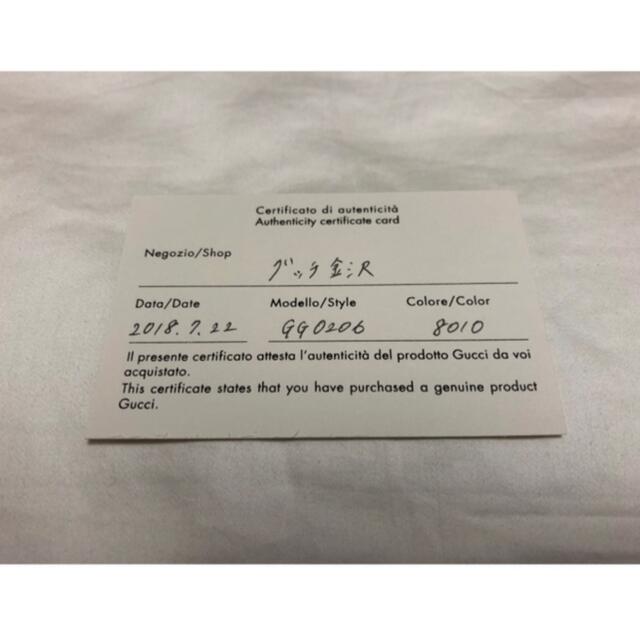 Certificato di autenticità
Authenticity certificate card
Negozio/Shop
グッチ金沢
Data/Date Modello/Style Colore/Color
2018.7.22 GG0206 8010
Il presente certificato attesta l'autenticità del prodotto Gucci da voi
acquistato.
This certificate states that you have purchased a genuine product
Gucci.